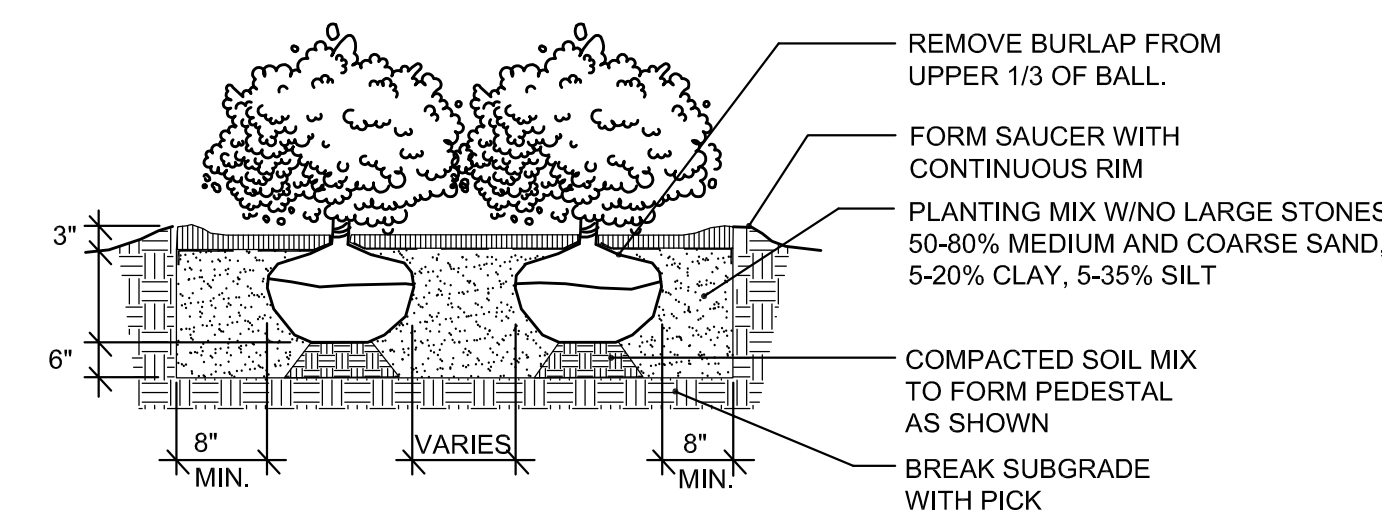 REMOVE BURLAP FROM
UPPER 1/3 OF BALL.
FORM SAUCER WITH
CONTINUOUS RIM
PLANTING MIX W/NO LARGE STONES
50-80% MEDIUM AND COARSE SAND,
5-20% CLAY, 5-35% SILT
COMPACTED SOIL MIX
TO FORM PEDESTAL
AS SHOWN
BREAK SUBGRADE
WITH PICK
3"
6"
8"
MIN.
VARIES
8"
MIN.